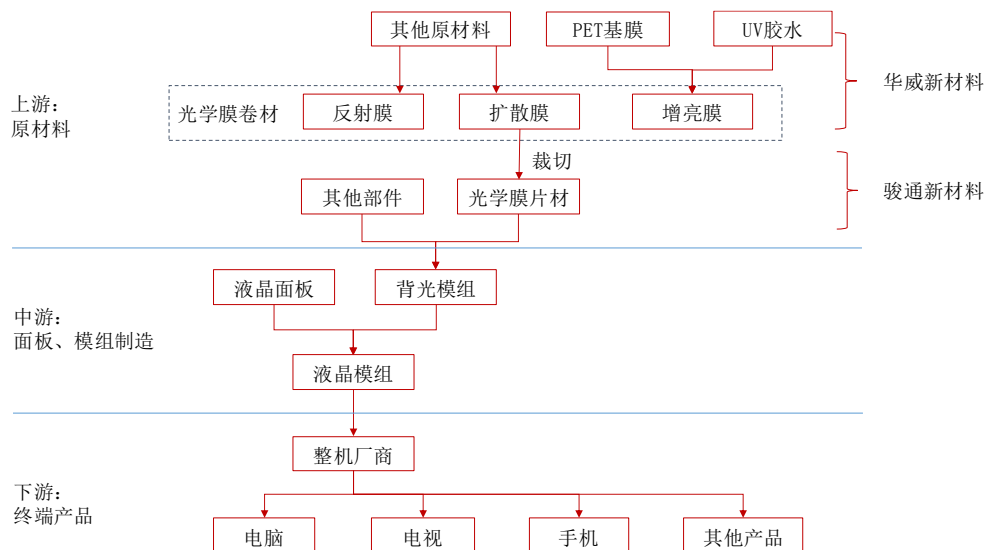 其他原材料
PET基膜
UV胶水
华威新材料
上游：
原材料
光学膜卷材
反射膜
扩散膜
增亮膜
裁切
其他部件
光学膜片材
骏通新材料
液晶面板
背光模组
中游：
面板、模组制造
液晶模组
整机厂商
下游：
终端产品
电脑
电视
手机
其他产品